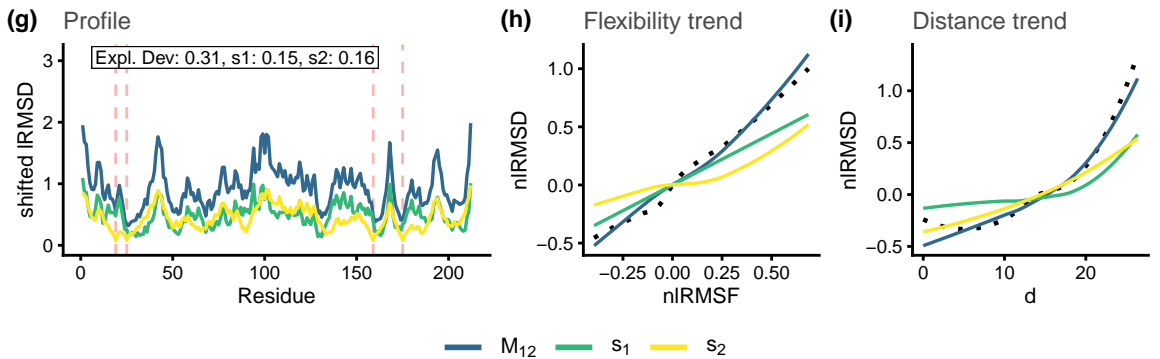 (g) Profile
Expl. Dev: 0.31, s1: 0.15, s2: 0.16
shifted lRMSD
3
2
1
0
0 50 100 150 200
Residue
(h) Flexibility trend
nlRMSD
1.0
0.5
0.0
−0.5
−0.25 0.00 0.25 0.50
nlRMSF
(i) Distance trend
nlRMSD
1.0
0.5
0.0
−0.5
0 10 20
d
M12 s1 s2